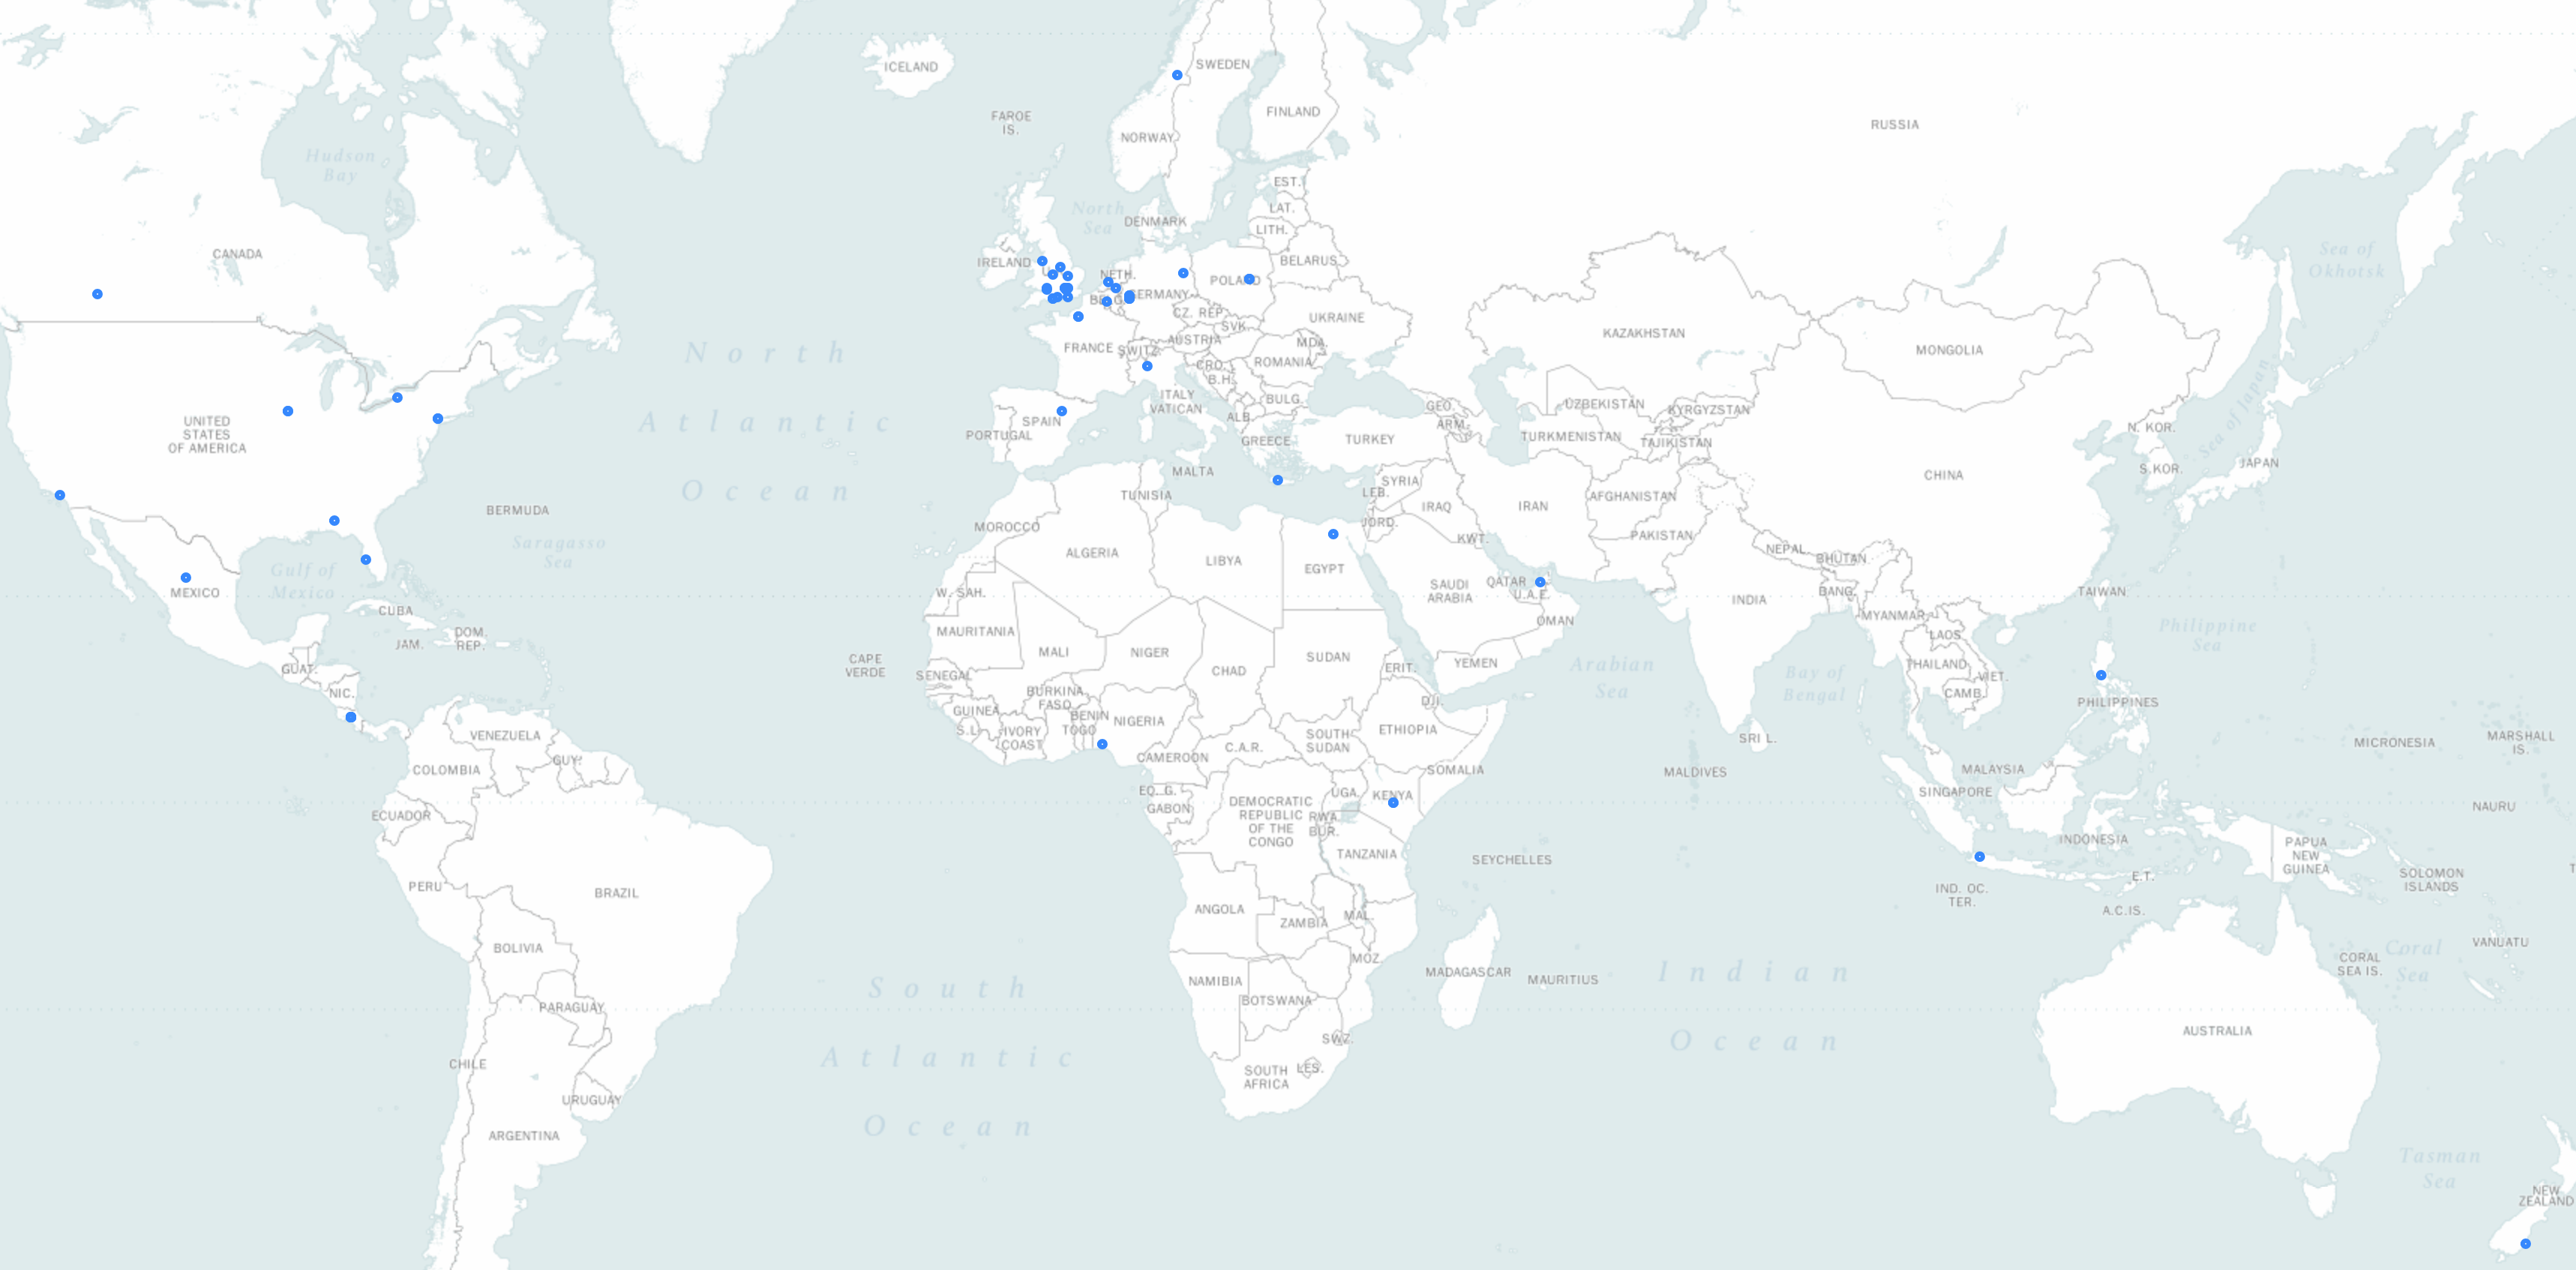 ICELAND
SWEDEN
FINLAND
NORWAY
RUSSIA
FAROE
IS.
Hudson
Bay
CANADA
North
Sea
EST.
LAT.
LITH.
DENMARK
BELARUS
IRELAND
NETH.
POLAND
BELG.
GERMANY
CZ. REP.
SVK.
UKRAINE
Sea of
Okhotsk
KAZAKHSTAN
MONGOLIA
FRANCE
SWITZ.
AUSTRIA
MDA.
ROMANIA
CRO.
B.H.
North
Atlantic
Ocean
UNITED
STATES
OF AMERICA
ITALY
VATICAN
BULG.
ALB.
SPAIN
PORTUGAL
GREECE
TURKEY
GEO.
ARM.
UZBEKISTAN
KYRGYZSTAN
TURKMENISTAN
TAJIKISTAN
N. KOR.
Sea of Japan
S.KOR.
JAPAN
CHINA
MALTA
TUNISIA
SYRIA
LEB.
IRAQ
IRAN
AFGHANISTAN
JORD.
KWT.
PAKISTAN
BERMUDA
Saragasso
Sea
MOROCCO
ALGERIA
LIBYA
EGYPT
NEPAL
BHUTAN
Gulf of
Mexico
MEXICO
CUBA
W. SAH.
SAUDI
ARABIA
QATAR
U.A.E.
OMAN
INDIA
BANG.
MYANMAR
TAIWAN
JAM.
DOM.
REP.
MAURITANIA
MALI
NIGER
CHAD
SUDAN
ERIT.
YEMEN
Arabian
Sea
Bay of
Bengal
LAOS
THAILAND
VIET.
CAMB.
Philippine
Sea
GUAT.
NIC.
CAPE
VERDE
SENEGAL
BURKINA
FASO
GUINEA
BENIN
TOGO
NIGERIA
S.L.
IVORY
COAST
DJI.
ETHIOPIA
PHILIPPINES
VENEZUELA
GUY.
COLOMBIA
CAMEROON
C.A.R.
SOUTH
SUDAN
SOMALIA
SRI L.
MALDIVES
MALAYSIA
SINGAPORE
MICRONESIA
MARSHALL
IS.
ECUADOR
EQ. G.
GABON
DEMOCRATIC
REPUBLIC
OF THE
CONGO
UGA.
KENYA
RWA.
BUR.
TANZANIA
SEYCHELLES
INDONESIA
PAPUA
NEW
GUINEA
NAURU
PERU
BRAZIL
IND. OC.
TER.
E.T.
A.C.IS.
SOLOMON
ISLANDS
ANGOLA
ZAMBIA
MAL.
BOLIVIA
MOZ.
NAMIBIA
BOTSWANA
MADAGASCAR
MAURITIUS
Indian
Ocean
CORAL
SEA IS.
Coral
Sea
VANUATU
PARAGUAY
South
Atlantic
Ocean
SWZ.
LES.
SOUTH
AFRICA
AUSTRALIA
CHILE
URUGUAY
ARGENTINA
Tasman
Sea
NEW
ZEALAND